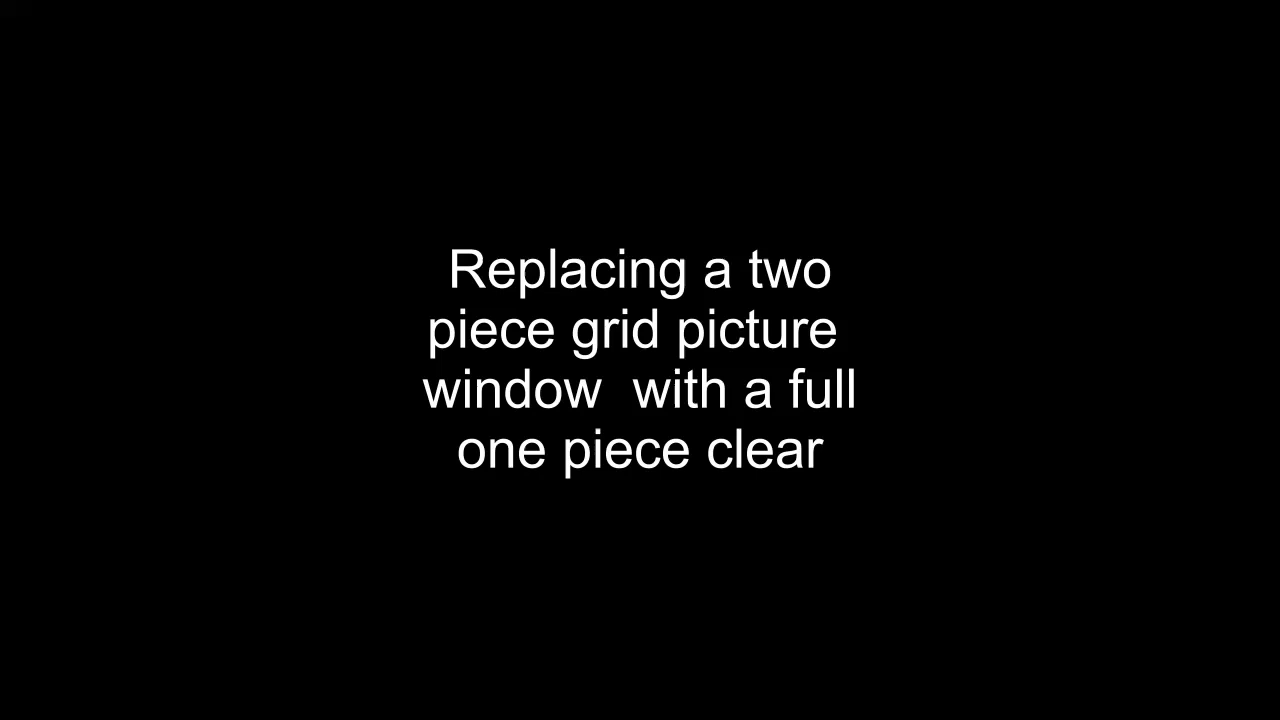 Replacing a two
piece grid picture
window  with a full
one piece clear